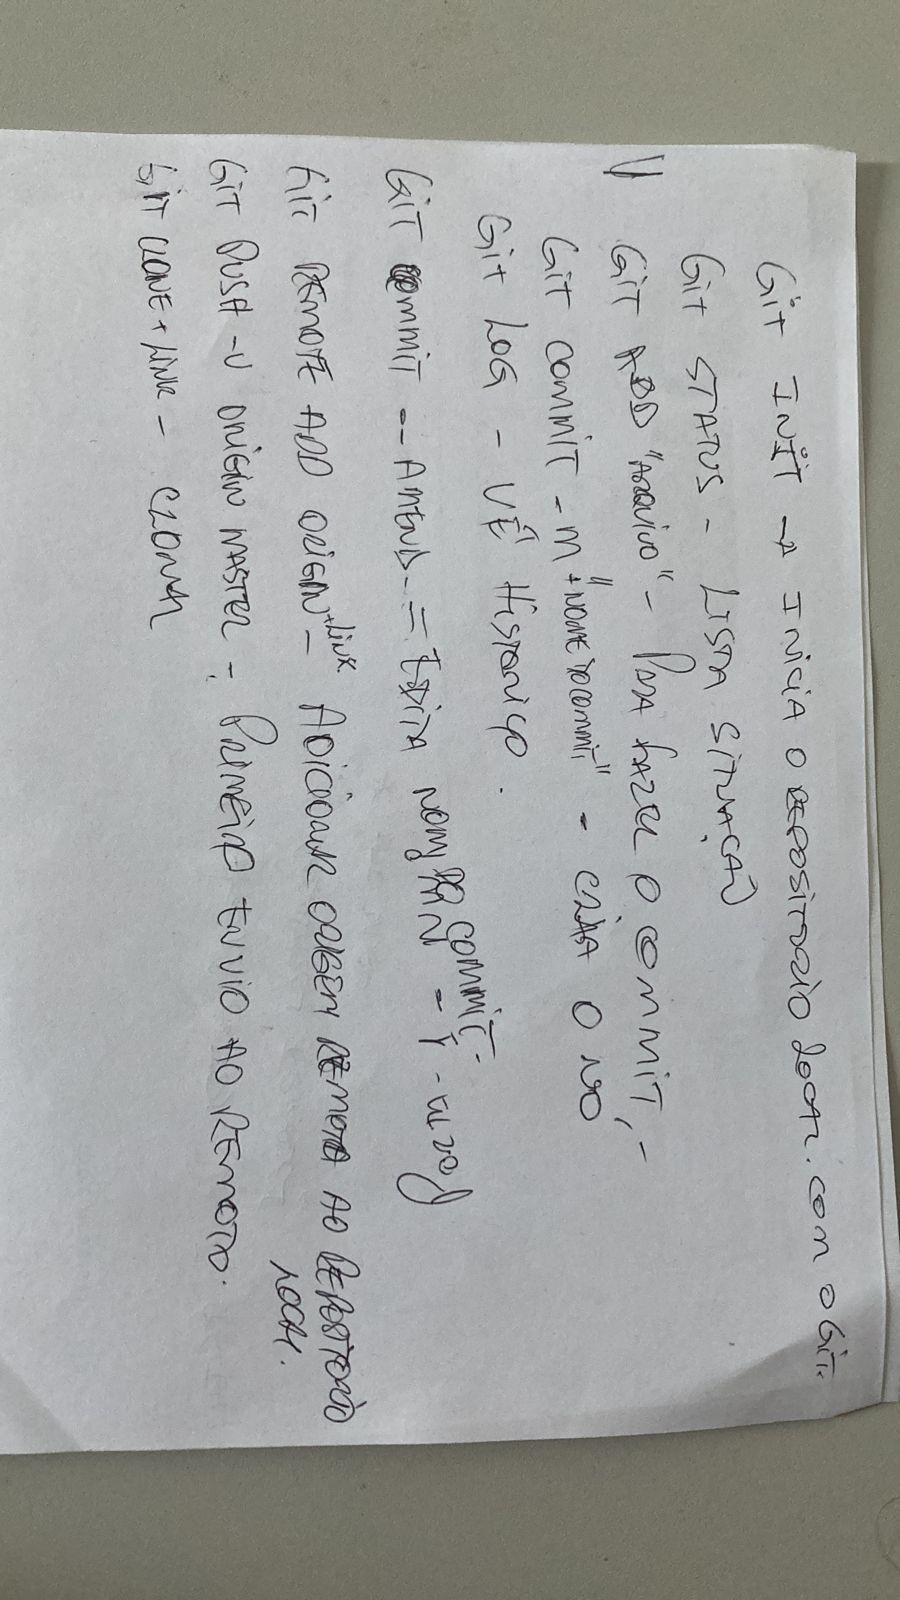 Git INIT → INICIA O REPOSITORIO LOCAL. COM O GIT.
Git STATUS - LISTA SITUAÇÃO
GIT ADD "ARQUIVO" - PARA FAZER O COMMIT, -
GIT COMMIT - m "+ NOME DO COMMIT" - CRIA O NÓ
Git LOG - VÊ HISTORICO.
GIT COMMIT -- AMEND - = EDITA NOME DO COMMIT -
GIT REMOTE ADD ORIGIN + LINK - ADICIONAR ORIGEM REMOTA AO REPOSITORIO
LOCAL.
GIT PUSH -U ORIGIN MASTER - PRIMEIRO ENVIO AO REMOTO.
GIT CLONE + LINK - CLONAR